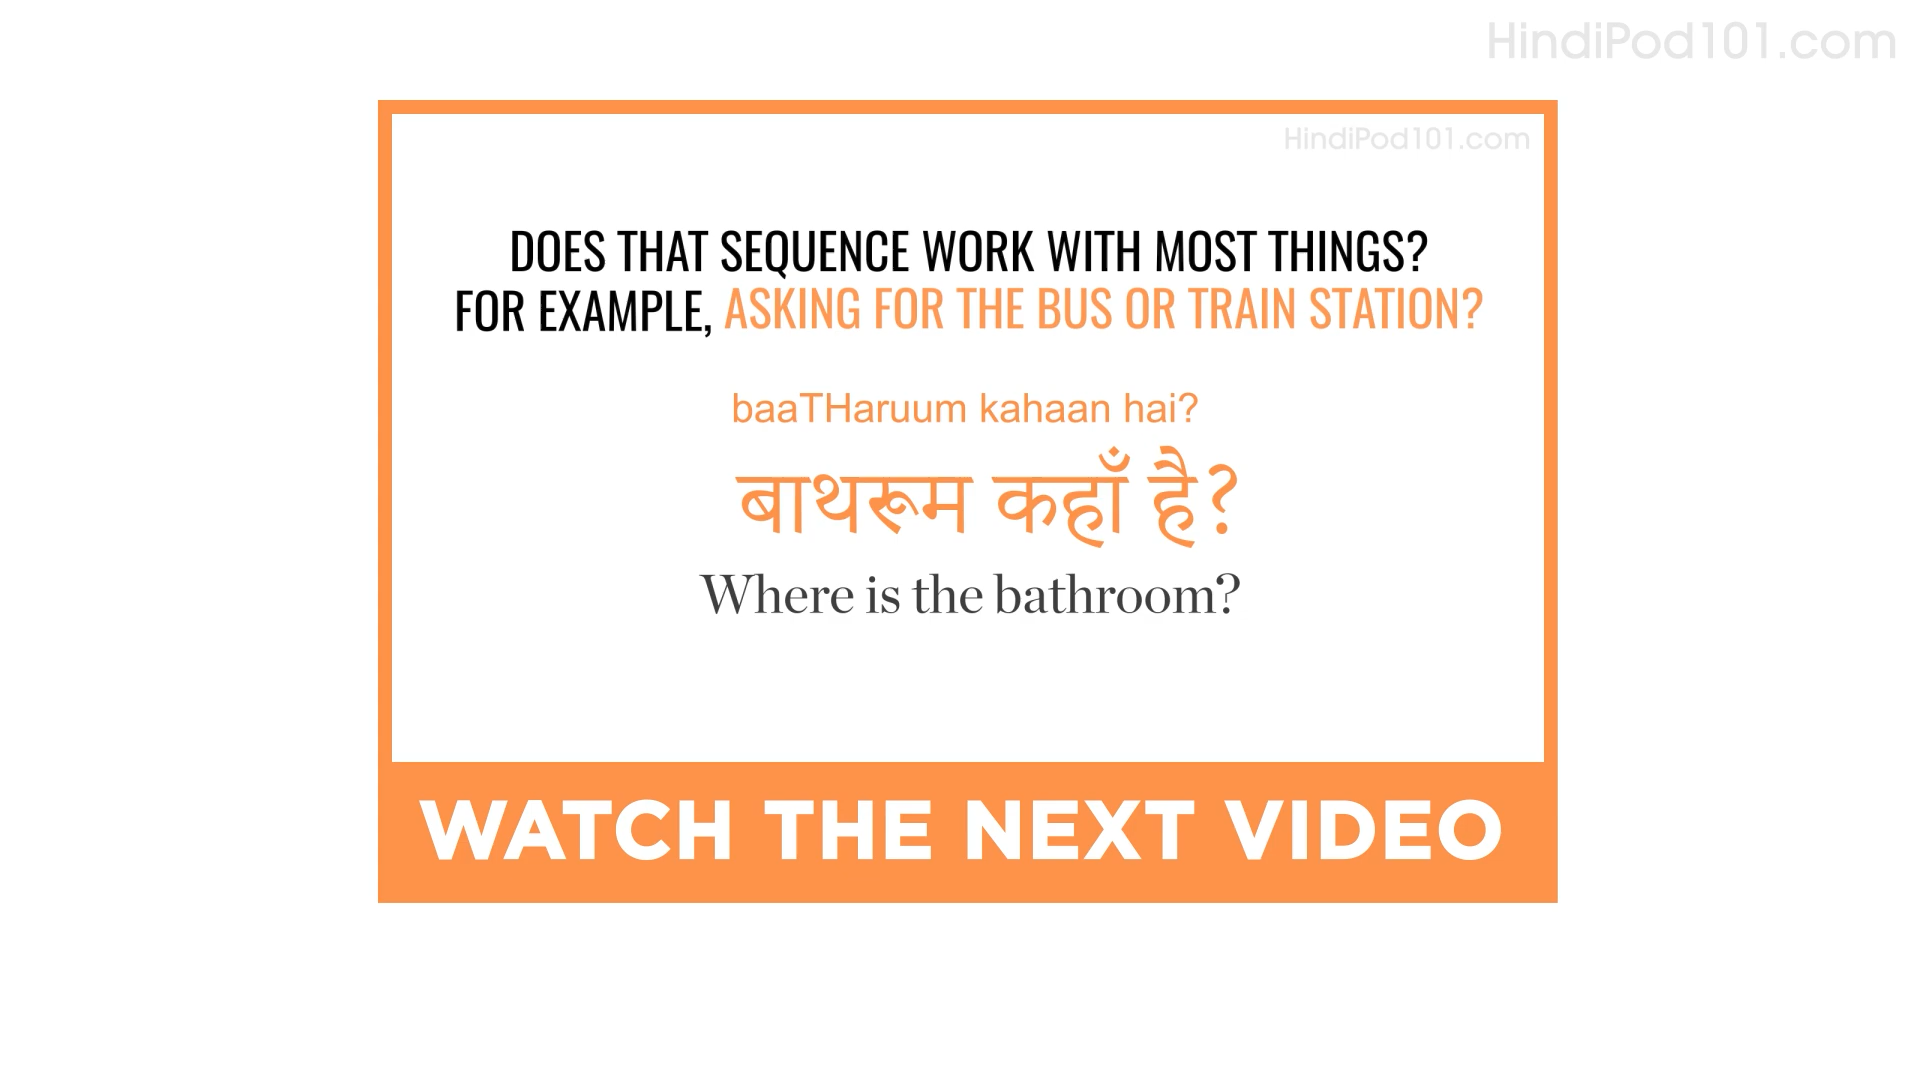 HindiPod101.com
HindiPod101.com
DOES THAT SEQUENCE WORK WITH MOST THINGS?
FOR EXAMPLE, ASKING FOR THE BUS OR TRAIN STATION?
baaTHaruum kahaan hai?
बाथरूम कहाँ है?
Where is the bathroom?
WATCH THE NEXT VIDEO